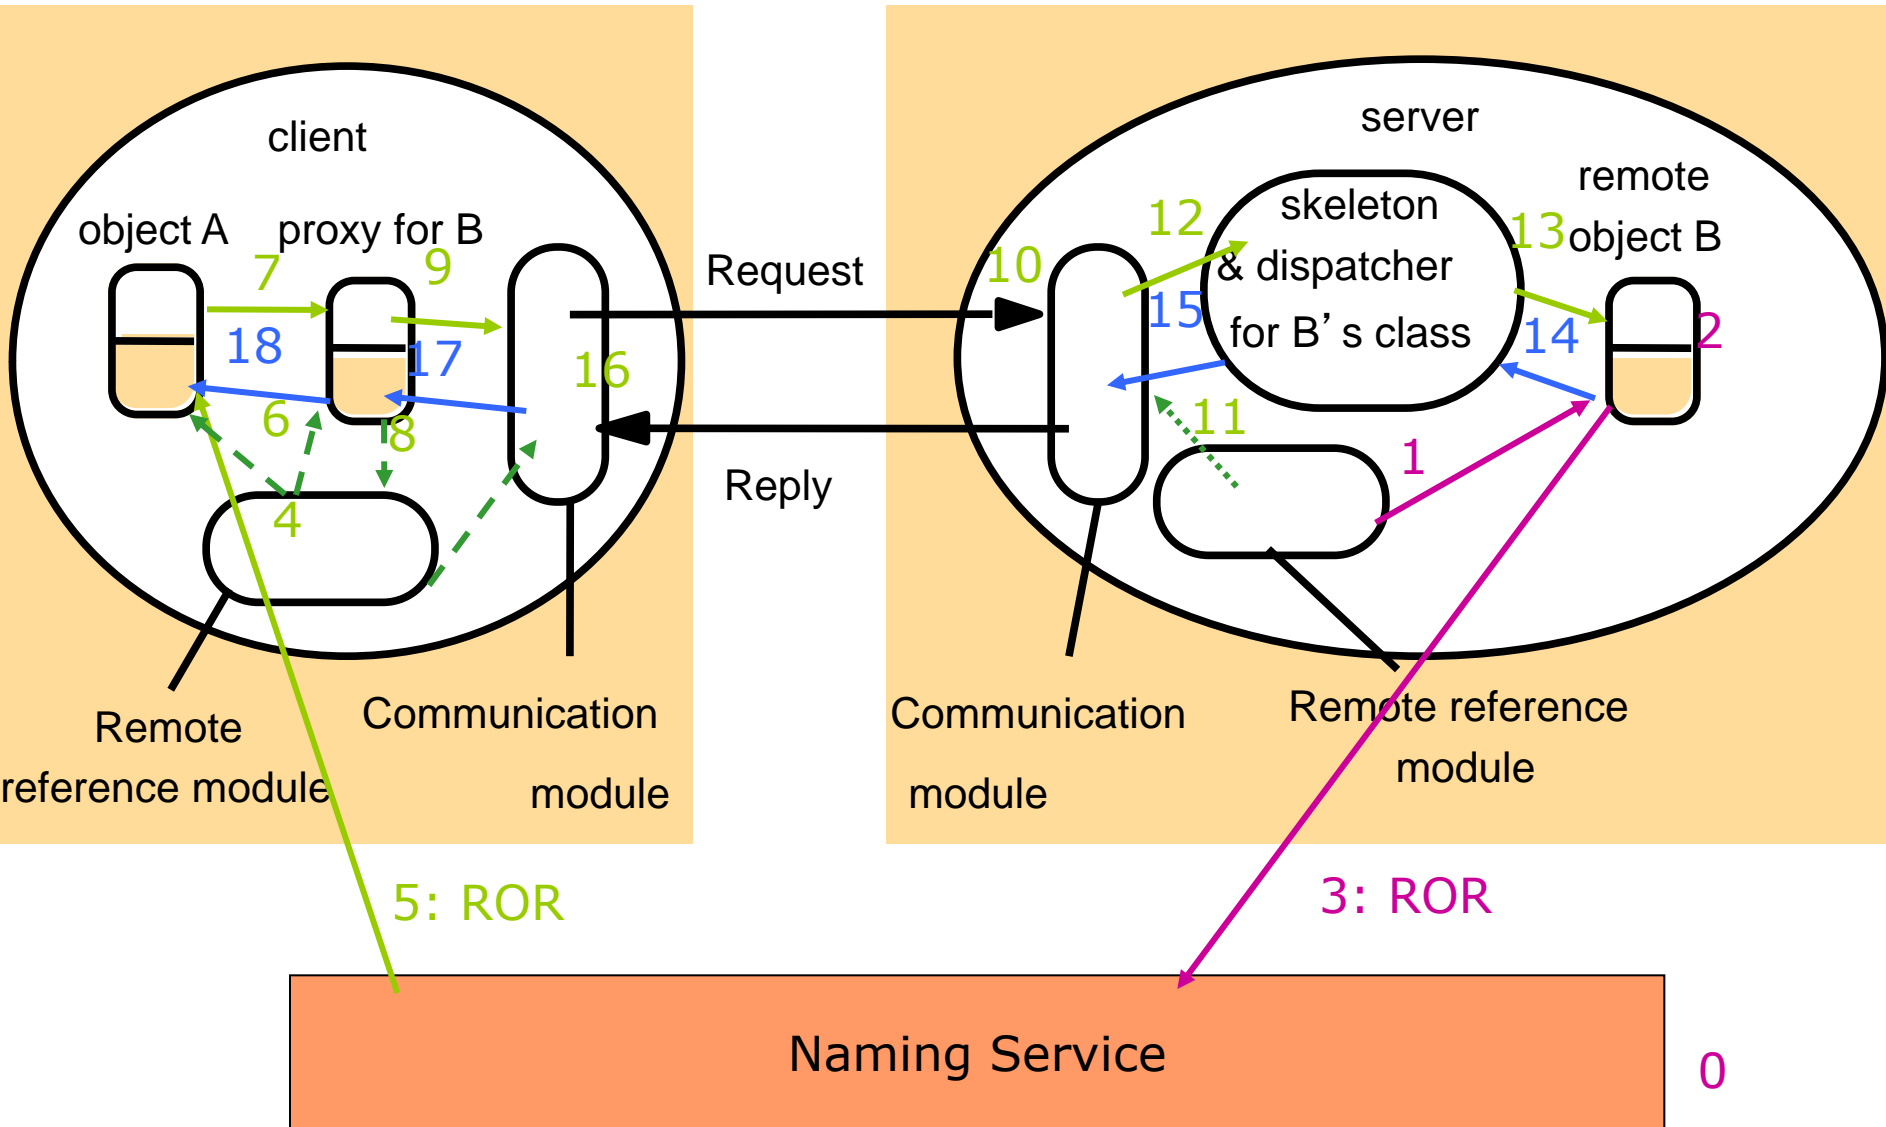 client
object A
proxy for B
7
9
18
17
6
8
4
16
Remote
reference module
Communication
module
Request
Reply
server
remote
object B
skeleton
& dispatcher
for B’ s class
10
12
13
15
14
2
11
1
Communication
module
Remote reference
module
5: ROR
3: ROR
Naming Service
0